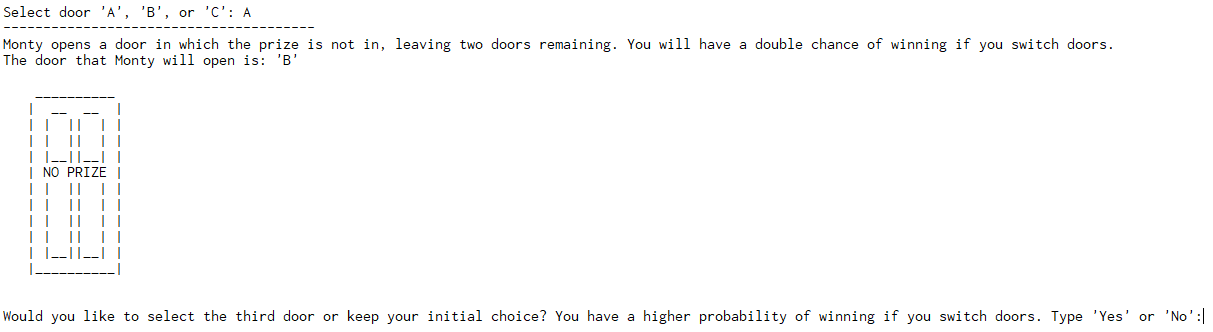 Select door 'A', 'B', or 'C': A
---------------------------------------
Monty opens a door in which the prize is not in, leaving two doors remaining. You will have a double chance of winning if you switch doors.
The door that Monty will open is: 'B'
NO PRIZE
Would you like to select the third door or keep your initial choice? You have a higher probability of winning if you switch doors. Type 'Yes' or 'No':